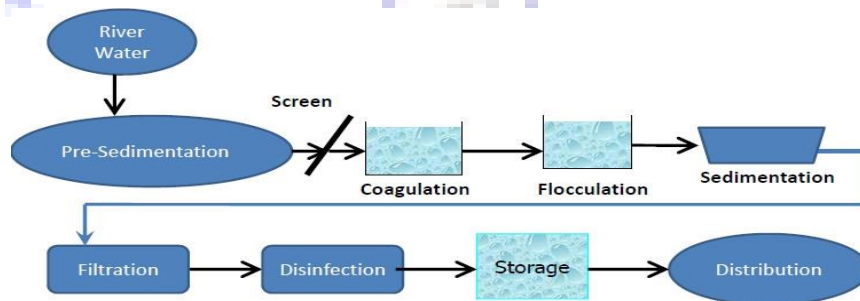 River
Water
Screen
Pre-Sedimentation
Coagulation
Flocculation
Sedimentation
Filtration
Disinfection
Storage
Distribution